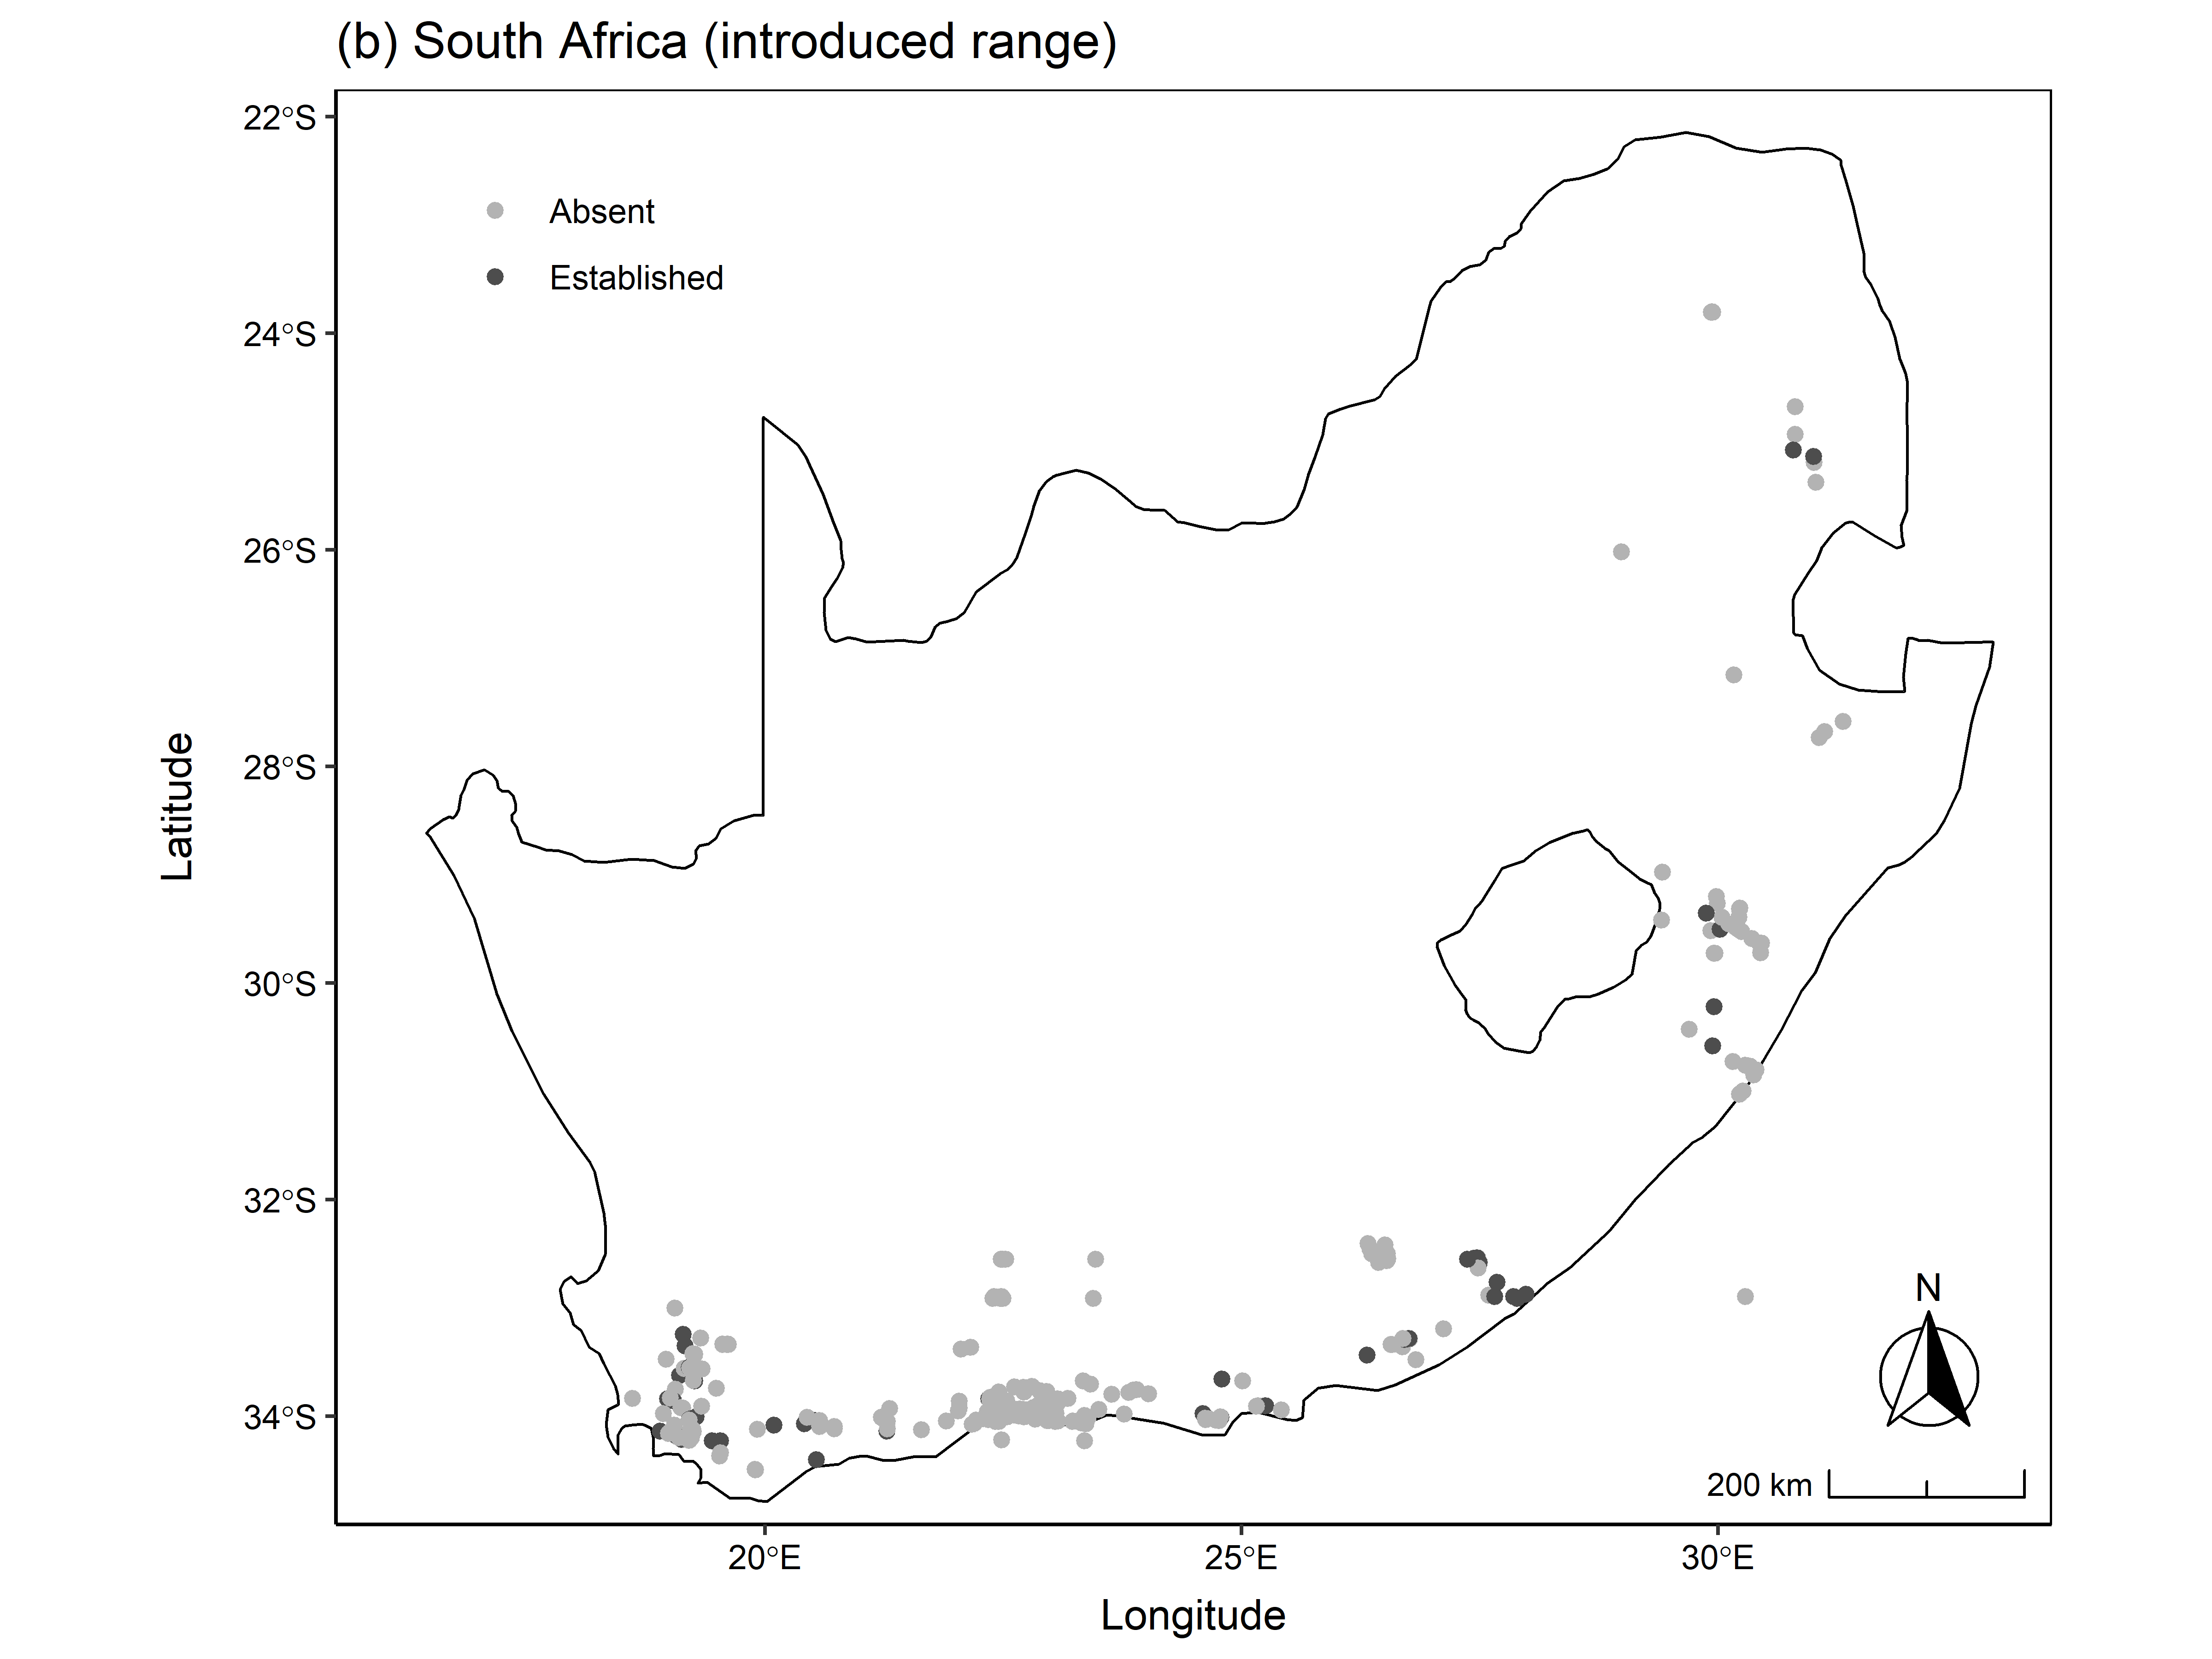 (b) South Africa (introduced range)
22°S
24°S
26°S
28°S
30°S
32°S
34°S
Latitude
Absent
Established
N
200 km
20°E
25°E
30°E
Longitude